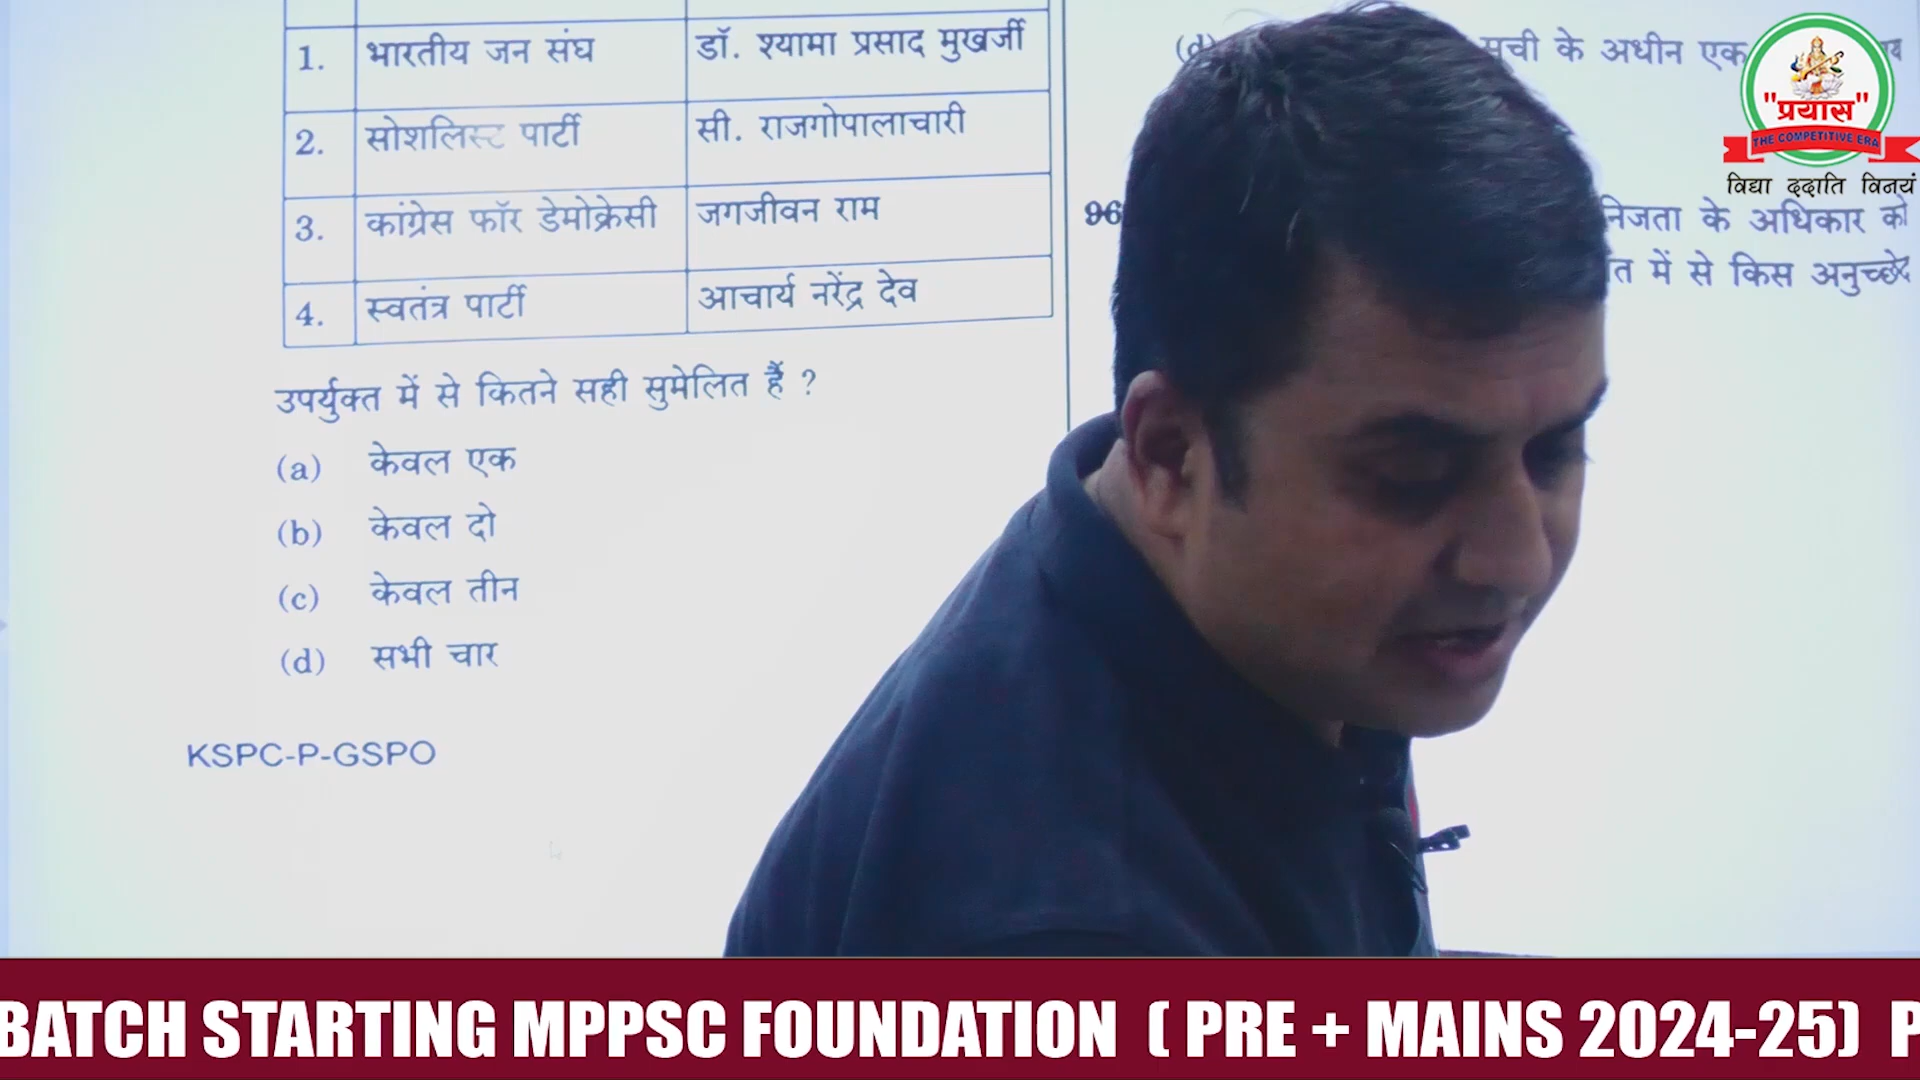 1. भारतीय जन संघ डॉ. श्यामा प्रसाद मुखर्जी
2. सोशलिस्ट पार्टी सी. राजगोपालाचारी
3. कांग्रेस फॉर डेमोक्रेसी जगजीवन राम
4. स्वतंत्र पार्टी आचार्य नरेंद्र देव
उपर्युक्त में से कितने सही सुमेलित हैं ?
(a) केवल एक
(b) केवल दो
(c) केवल तीन
(d) सभी चार
KSPC-P-GSPO
(d) सूची के अधीन एक
96
निजता के अधिकार को
में से किस अनुच्छेद
"प्रयास"
THE COMPETITIVE ERA
विद्या ददाति विनयं
BATCH STARTING MPPSC FOUNDATION ( PRE + MAINS 2024-25) P